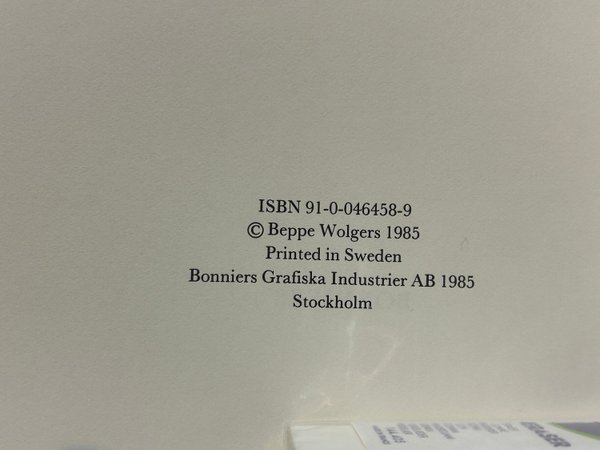 ISBN 91-0-046458-9
© Beppe Wolgers 1985
Printed in Sweden
Bonniers Grafiska Industrier AB 1985
Stockholm